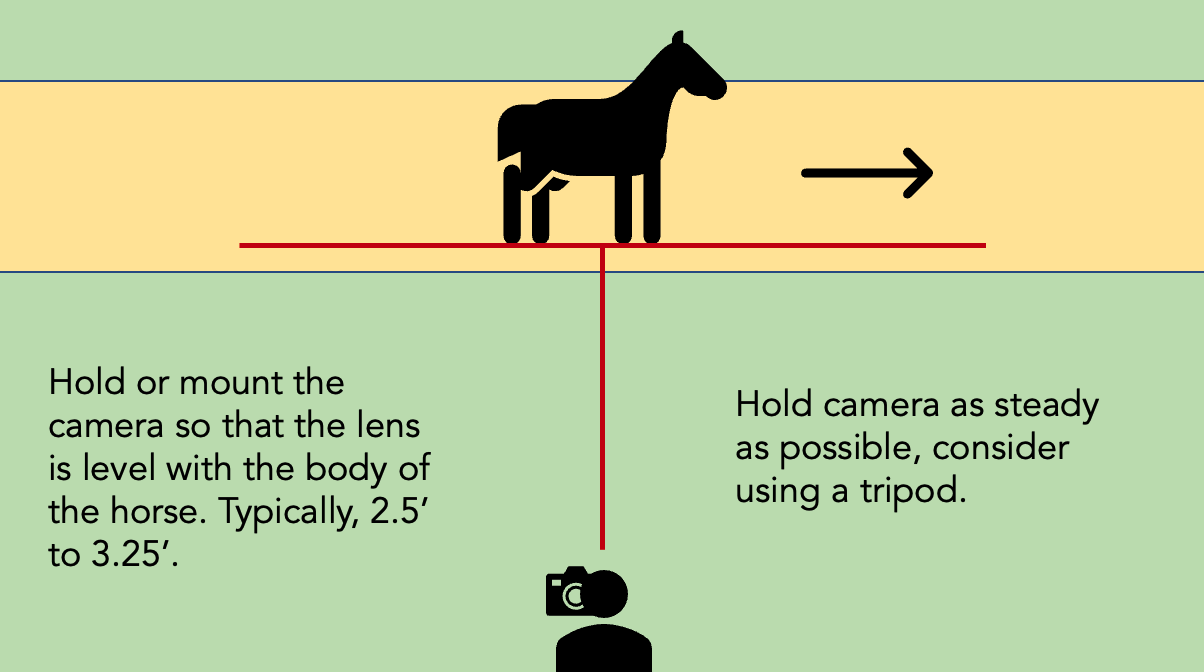 Hold or mount the
camera so that the lens
is level with the body of
the horse. Typically, 2.5’
to 3.25’.
Hold camera as steady
as possible, consider
using a tripod.